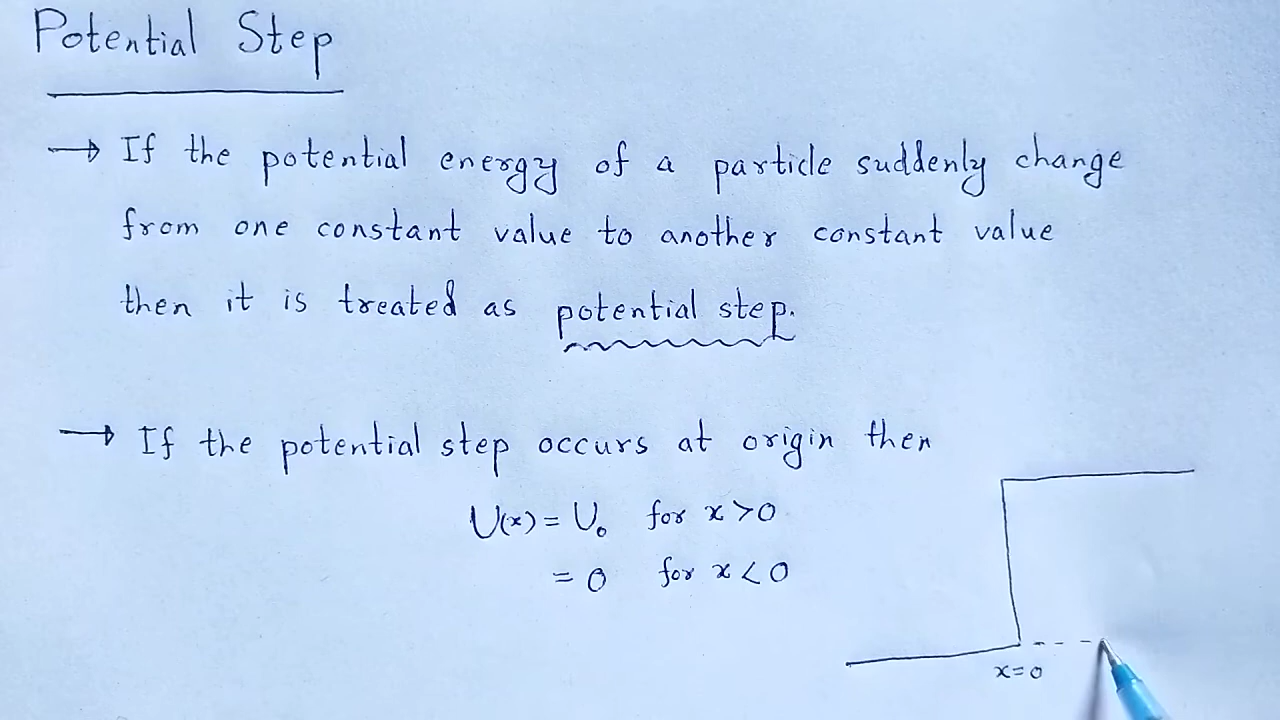 Potential Step
→ If the potential energy of a particle suddenly change
from one constant value to another constant value
then it is treated as potential step.
→ If the potential step occurs at origin then
U(x) = U₀ for x > 0
= 0 for x < 0
x = 0